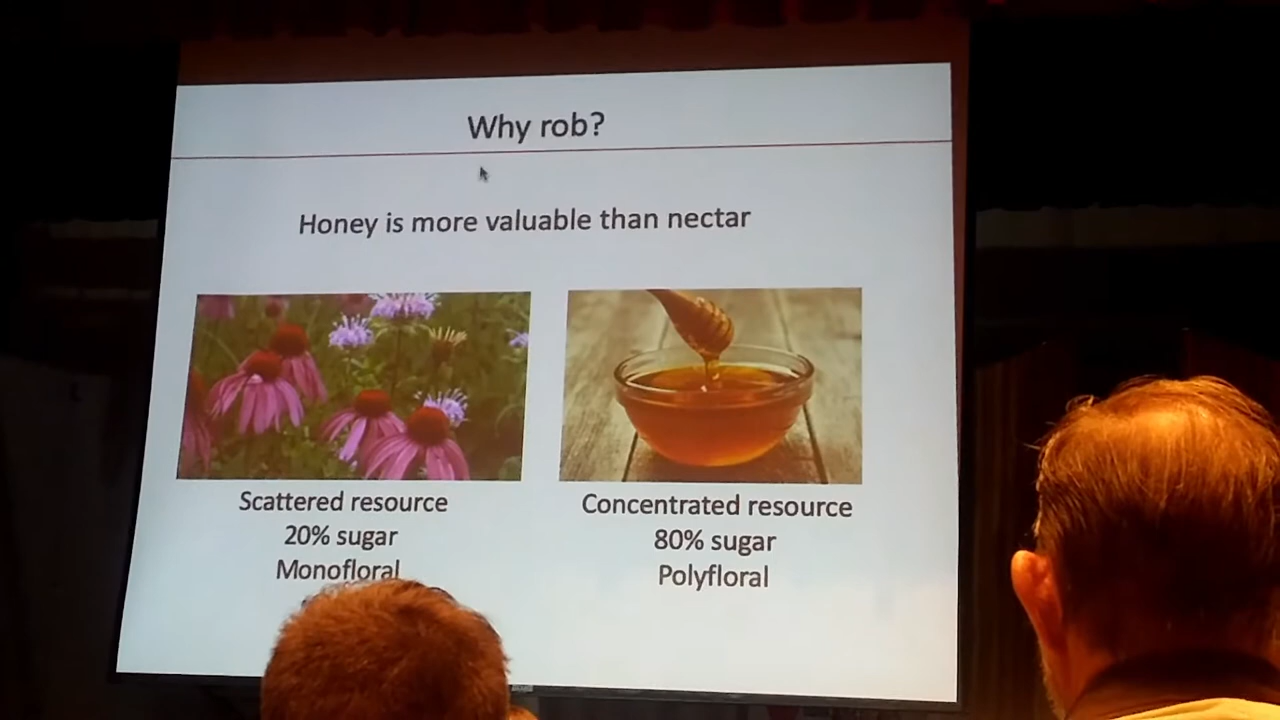 Why rob?
Honey is more valuable than nectar
Scattered resource
20% sugar
Monofloral
Concentrated resource
80% sugar
Polyfloral